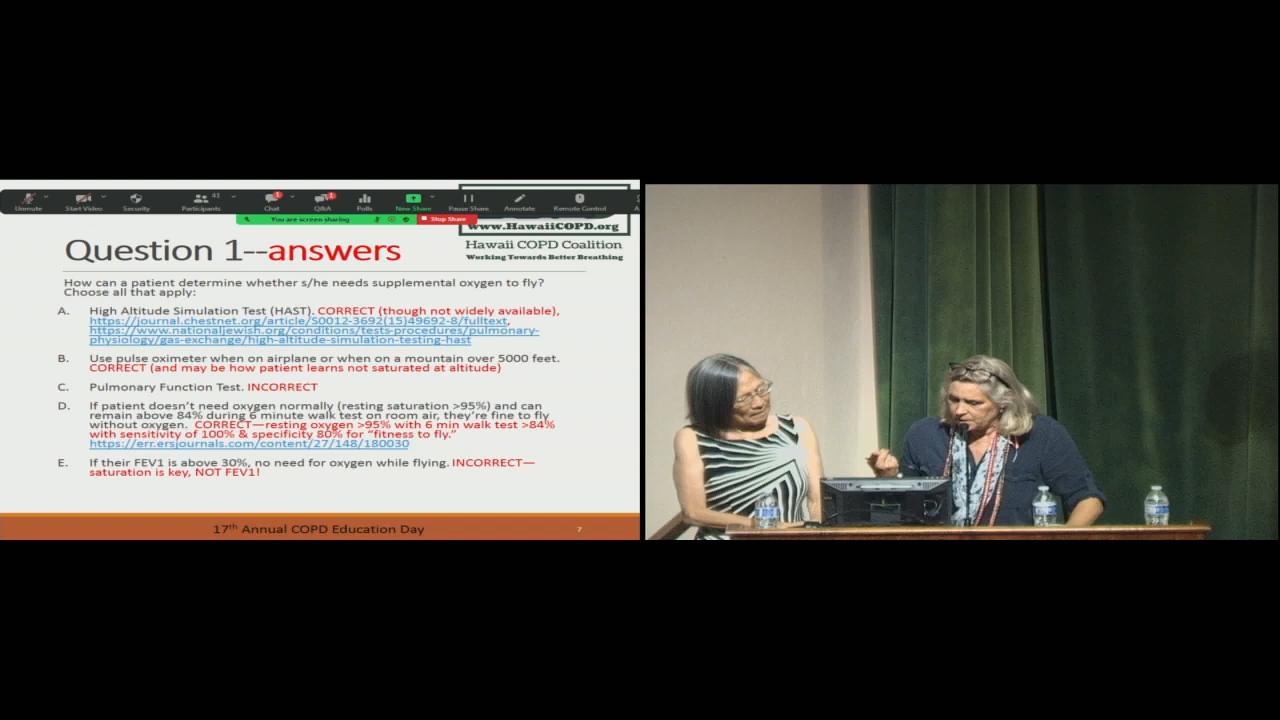 Unmute
Start Video
Security
Participants
41
Chat
1
Q&A
1
Polls
New Share
Pause Share
Annotate
Remote Control
You are screen sharing
Stop Share
www.HawaiiCOPD.org
Hawaii COPD Coalition
Working Towards Better Breathing
Question 1--answers
How can a patient determine whether s/he needs supplemental oxygen to fly?
Choose all that apply:
A. High Altitude Simulation Test (HAST). CORRECT (though not widely available),
https://journal.chestnet.org/article/S0012-3692(15)49692-8/fulltext,
https://www.nationaljewish.org/conditions/tests-procedures/pulmonary-
physiology/gas-exchange/high-altitude-simulation-testing-hast
B. Use pulse oximeter when on airplane or when on a mountain over 5000 feet.
CORRECT (and may be how patient learns not saturated at altitude)
C. Pulmonary Function Test. INCORRECT
D. If patient doesn't need oxygen normally (resting saturation >95%) and can
remain above 84% during 6 minute walk test on room air, they're fine to fly
without oxygen. CORRECT—resting oxygen >95% with 6 min walk test >84%
with sensitivity of 100% & specificity 80% for "fitness to fly."
https://err.ersjournals.com/content/27/148/180030
E. If their FEV1 is above 30%, no need for oxygen while flying. INCORRECT—
saturation is key, NOT FEV1!
17th Annual COPD Education Day
7